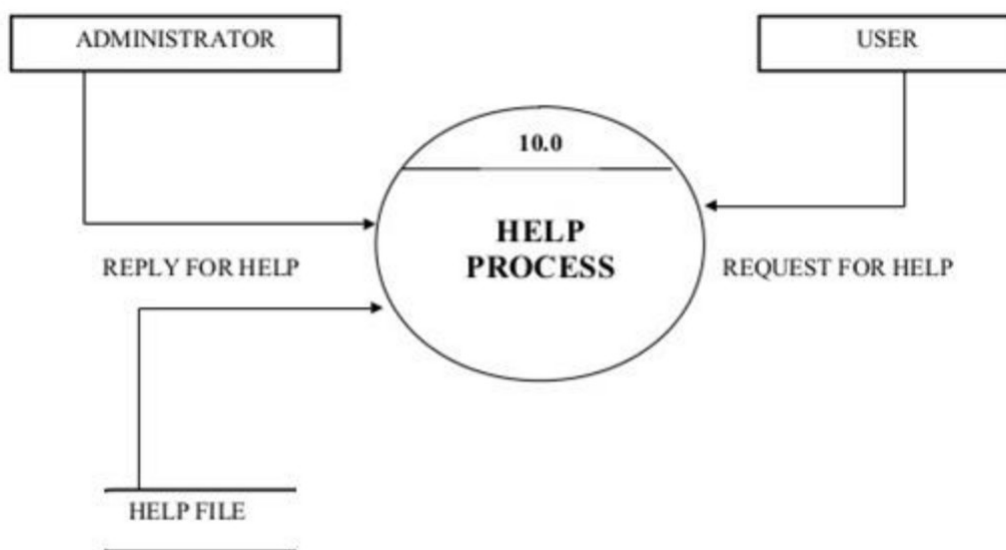 ADMINISTRATOR
USER
10.0
HELP
PROCESS
REPLY FOR HELP
REQUEST FOR HELP
HELP FILE